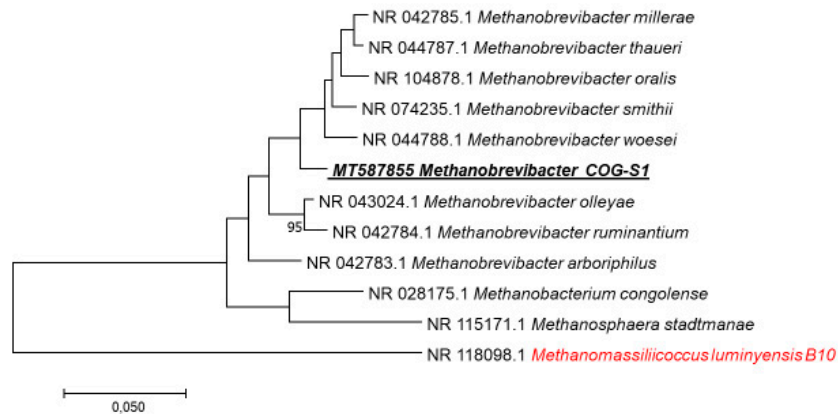 NR 042785.1 Methanobrevibacter millerae
NR 044787.1 Methanobrevibacter thaueri
NR 104878.1 Methanobrevibacter oralis
NR 074235.1 Methanobrevibacter smithii
NR 044788.1 Methanobrevibacter woesei
MT587855 Methanobrevibacter COG-S1
NR 043024.1 Methanobrevibacter olleyae
95
NR 042784.1 Methanobrevibacter ruminantium
NR 042783.1 Methanobrevibacter arboriphilus
NR 028175.1 Methanobacterium congolense
NR 115171.1 Methanosphaera stadtmanae
NR 118098.1 Methanomassiliicoccus luminyensis B10
0,050